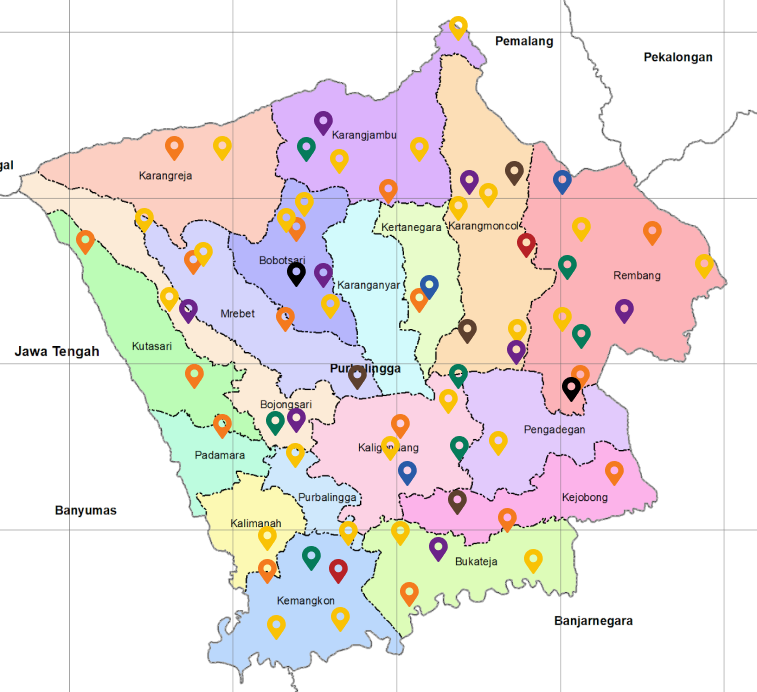 Pemalang
Pekalongan
gal
Karangjambu
Karangreja
Kertanegara
Karangmoncol
Bobotsari
Karanganyar
Rembang
Mrebet
Kutasari
Jawa Tengah
Purbalingga
Bojongsari
Pengadegan
Kaligondang
Padamara
Purbalingga
Kejobong
Banyumas
Kalimanah
Bukateja
Kemangkon
Banjarnegara